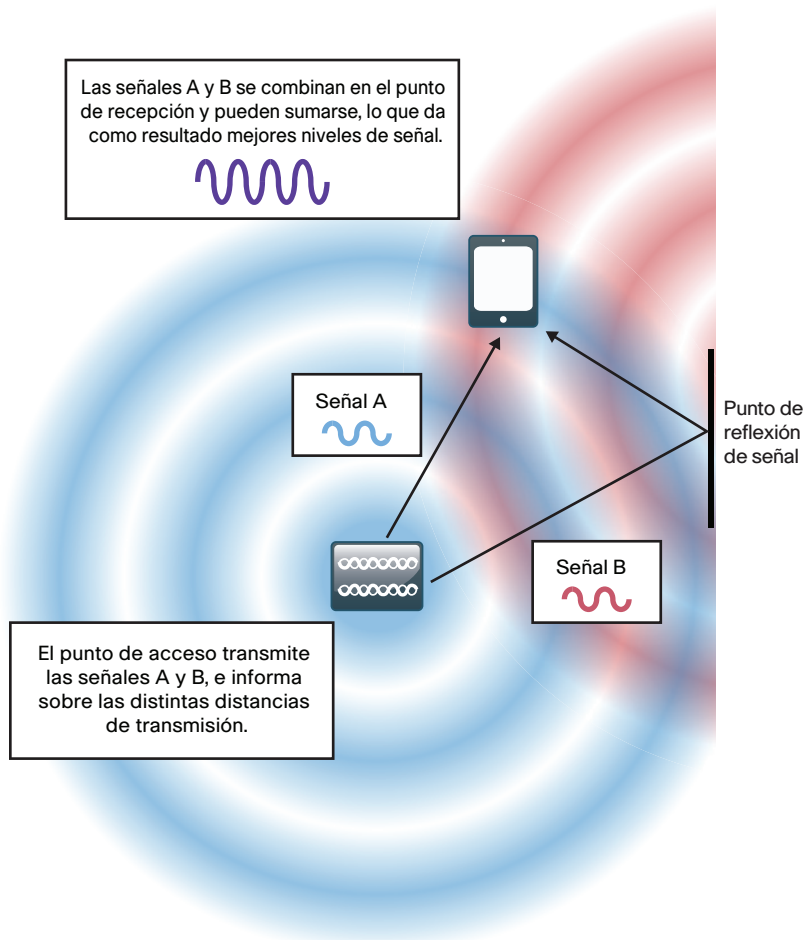 Las señales A y B se combinan en el punto
de recepción y pueden sumarse, lo que da
como resultado mejores niveles de señal.
Señal A
Punto de
reflexión
de señal
Señal B
El punto de acceso transmite
las señales A y B, e informa
sobre las distintas distancias
de transmisión.